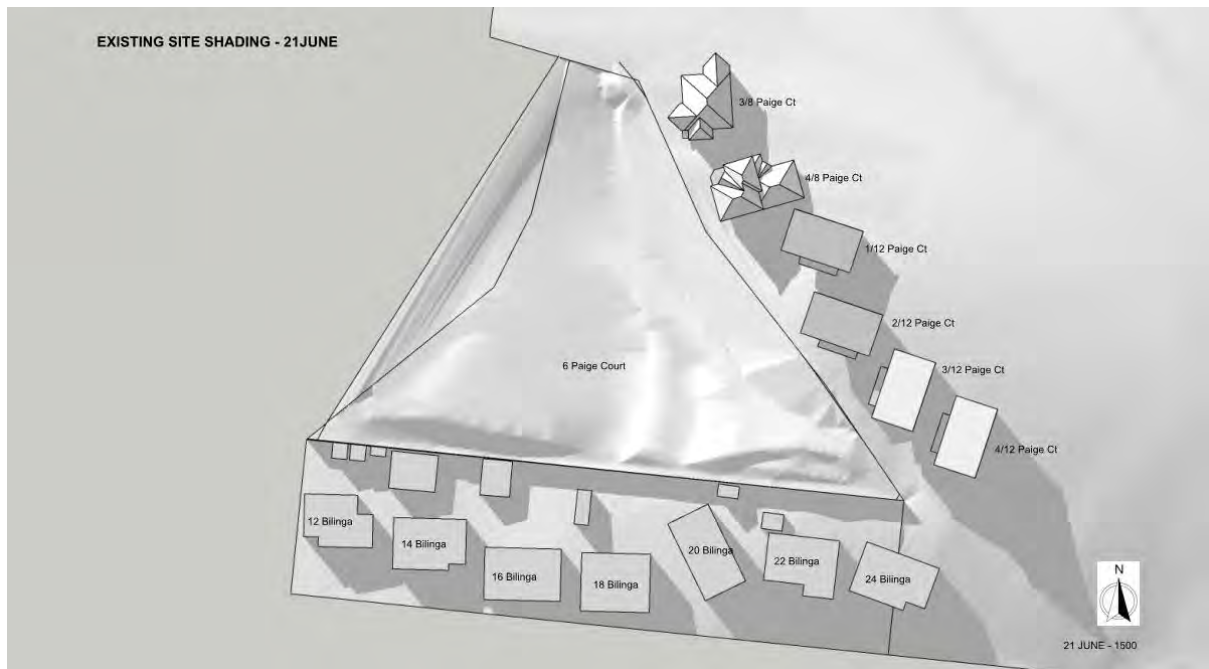 EXISTING SITE SHADING - 21JUNE
3/8 Paige Ct
4/8 Paige Ct
1/12 Paige Ct
2/12 Paige Ct
6 Paige Court
3/12 Paige Ct
4/12 Paige Ct
12 Bilinga
14 Bilinga
16 Bilinga
18 Bilinga
20 Bilinga
22 Bilinga
24 Bilinga
N
21 JUNE - 1500